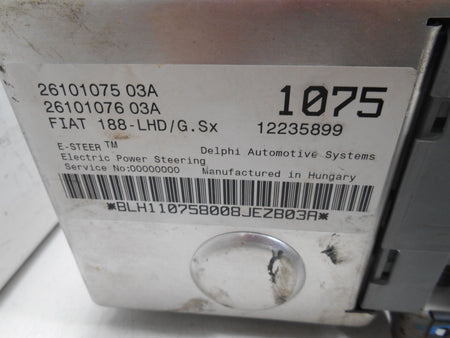 26101075 03A 1075
26101076 03A
FIAT 188-LHD/G.Sx 12235899
E-STEER™ Delphi Automotive Systems
Electric Power Steering
Service No:00000000 Manufactured in Hungary
*BLH11075B008JEZB03A*